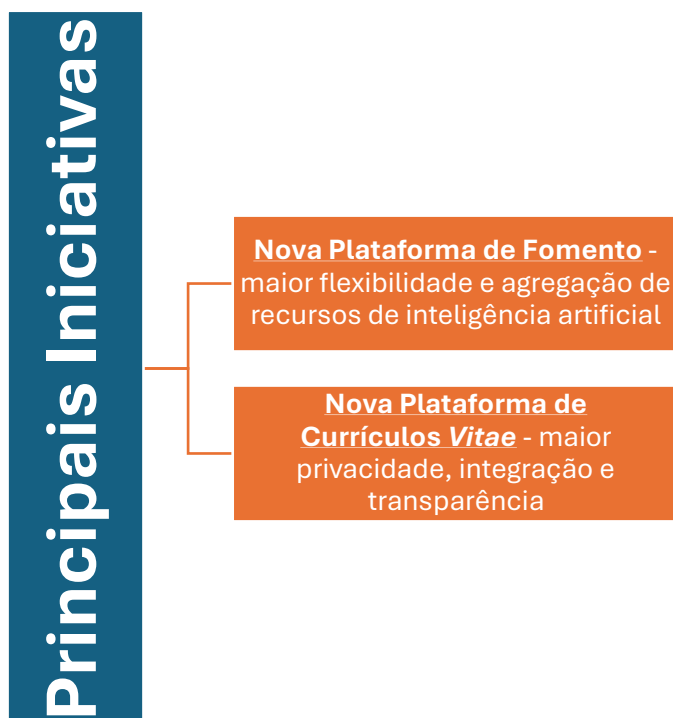 Principais Iniciativas
Nova Plataforma de Fomento -
maior flexibilidade e agregação de
recursos de inteligência artificial
Nova Plataforma de
Currículos Vitae - maior
privacidade, integração e
transparência